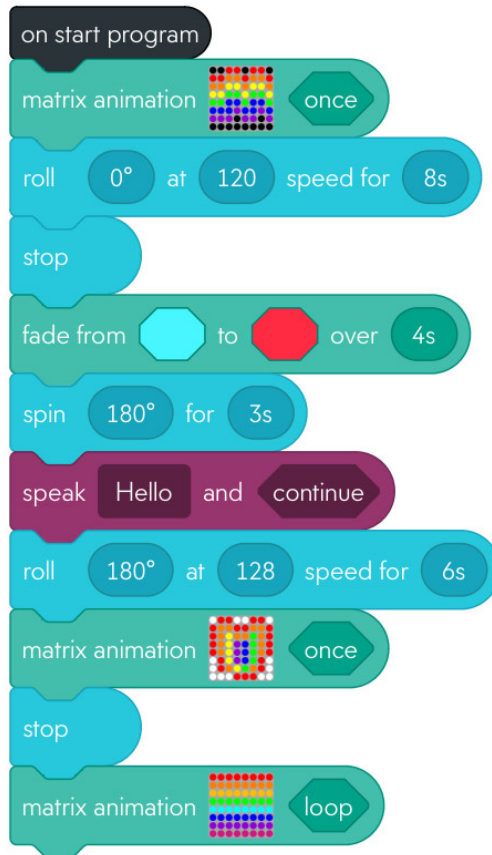 on start program
matrix animation once
roll 0° at 120 speed for 8s
stop
fade from to over 4s
spin 180° for 3s
speak Hello and continue
roll 180° at 128 speed for 6s
matrix animation once
stop
matrix animation loop